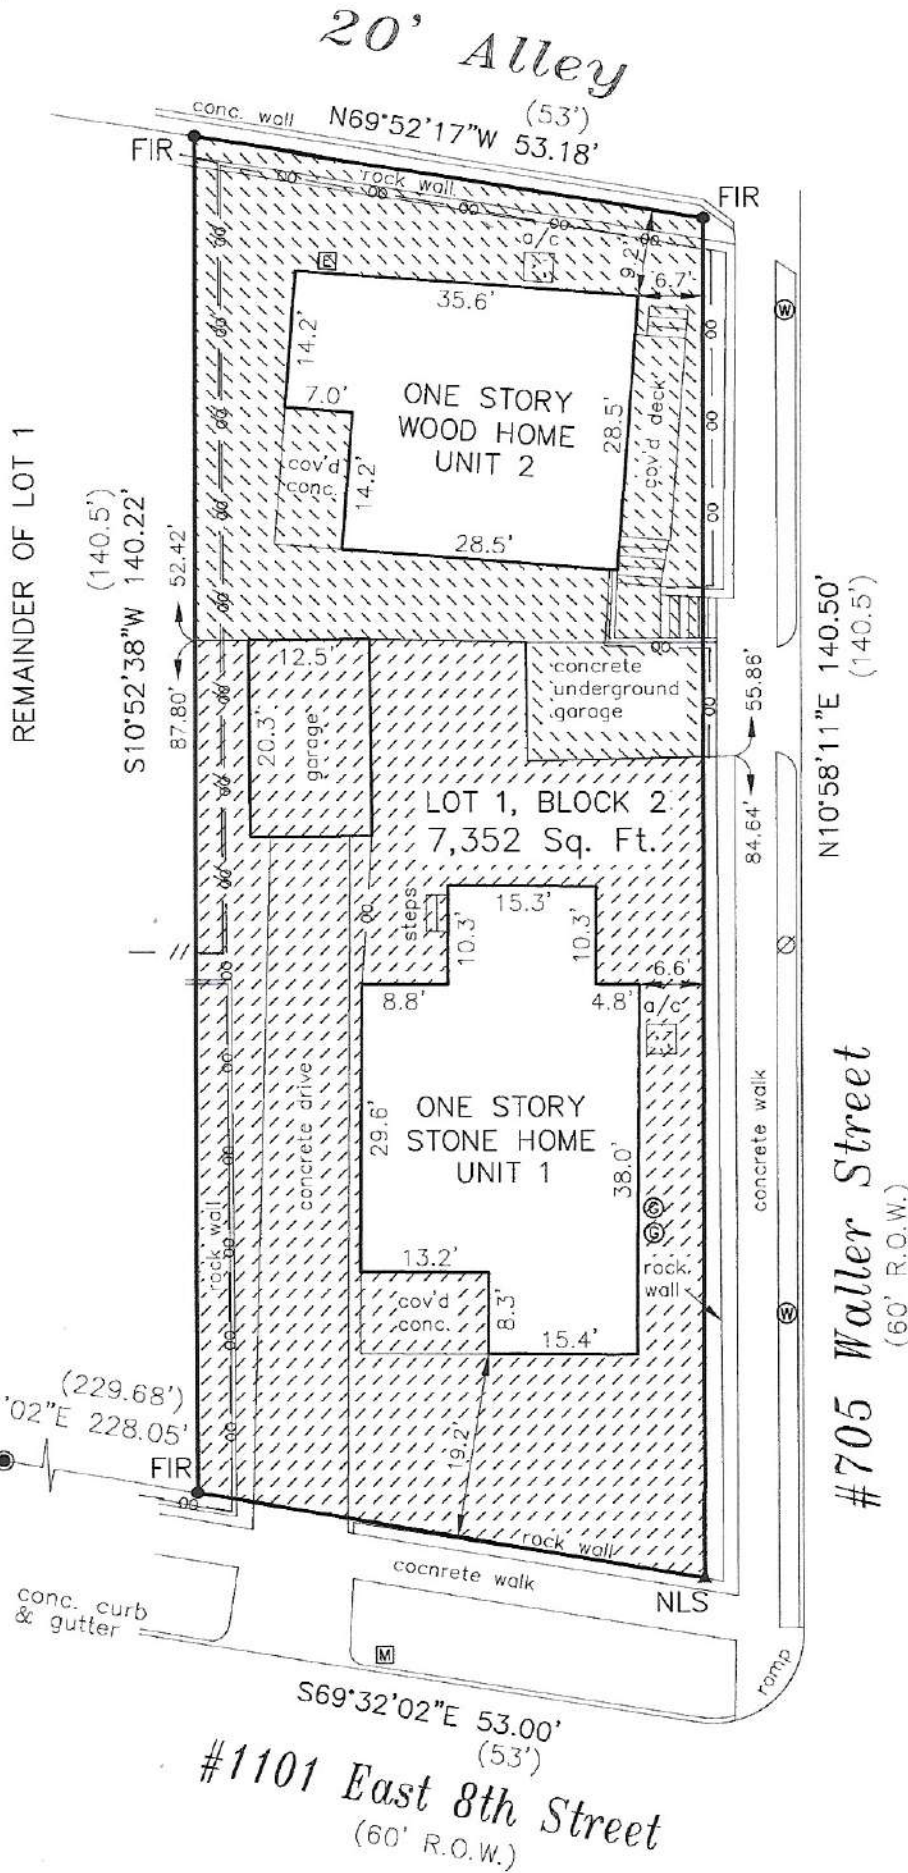 20' Alley
(53')
conc. wall
N69°52'17"W 53.18'
FIR
FIR
rock wall
a/c
9.2'
6.7'
E
35.6'
W
14.2'
7.0'
ONE STORY
WOOD HOME
UNIT 2
28.5'
cov'd deck
cov'd
conc.
14.2'
28.5'
REMAINDER OF LOT 1
(140.5')
S10°52'38"W 140.22'
52.42'
87.80'
12.5'
20.3'
garage
concrete
underground
garage
55.86'
84.64'
N10°58'11"E 140.50'
(140.5')
LOT 1, BLOCK 2
7,352 Sq. Ft.
steps
15.3'
10.3'
10.3'
8.8'
4.8'
6.6'
a/c
concrete drive
29.6'
ONE STORY
STONE HOME
UNIT 1
38.0'
G
G
concrete walk
rock wall
13.2'
cov'd
conc.
8.3'
15.4'
rock
wall
W
#705 Waller Street
(60' R.O.W.)
(229.68')
'02"E 228.05'
FIR
19.2'
rock wall
cocnrete walk
NLS
conc. curb
& gutter
M
ramp
S69°32'02"E 53.00'
(53')
#1101 East 8th Street
(60' R.O.W.)